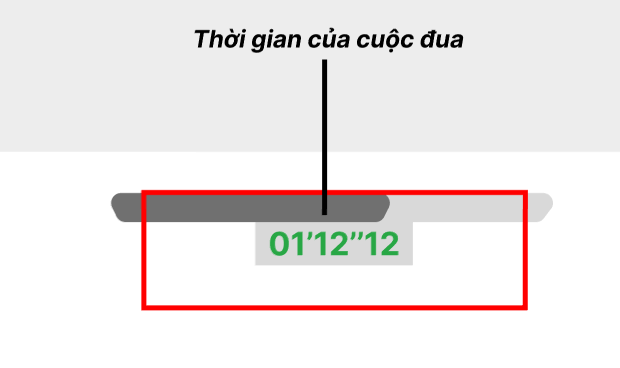 Thời gian của cuộc đua
01’12’’12